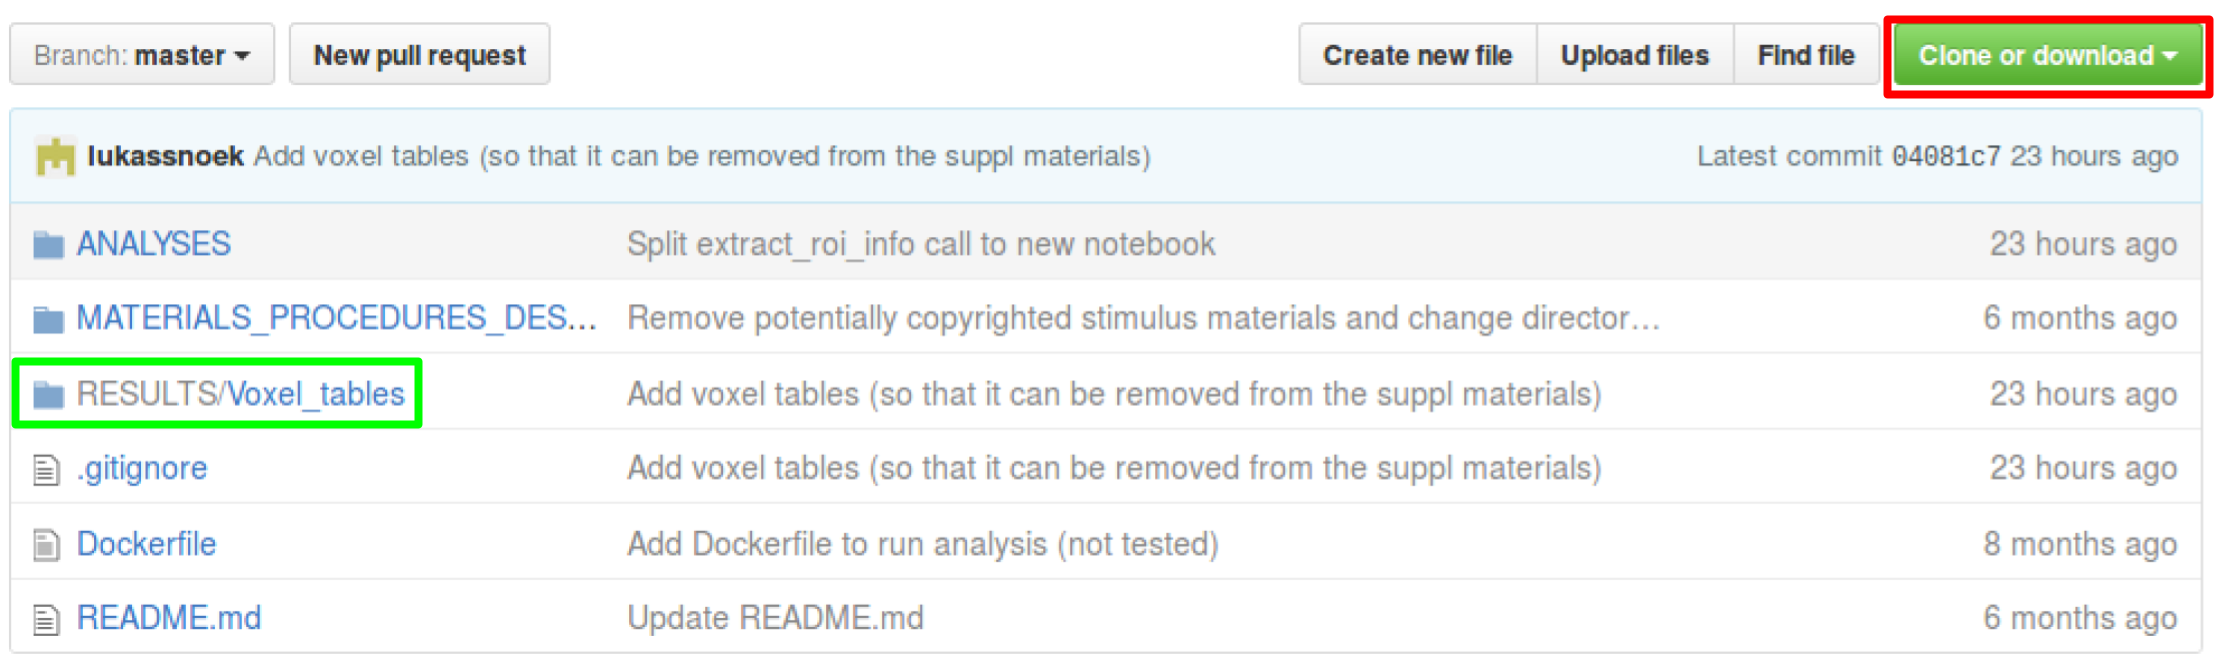 Branch: master New pull request Create new file Upload files Find file Clone or download
lukassnoek Add voxel tables (so that it can be removed from the suppl materials) Latest commit 04081c7 23 hours ago
ANALYSES Split extract_roi_info call to new notebook 23 hours ago
MATERIALS_PROCEDURES_DES... Remove potentially copyrighted stimulus materials and change director... 6 months ago
RESULTS/Voxel_tables Add voxel tables (so that it can be removed from the suppl materials) 23 hours ago
.gitignore Add voxel tables (so that it can be removed from the suppl materials) 23 hours ago
Dockerfile Add Dockerfile to run analysis (not tested) 8 months ago
README.md Update README.md 6 months ago